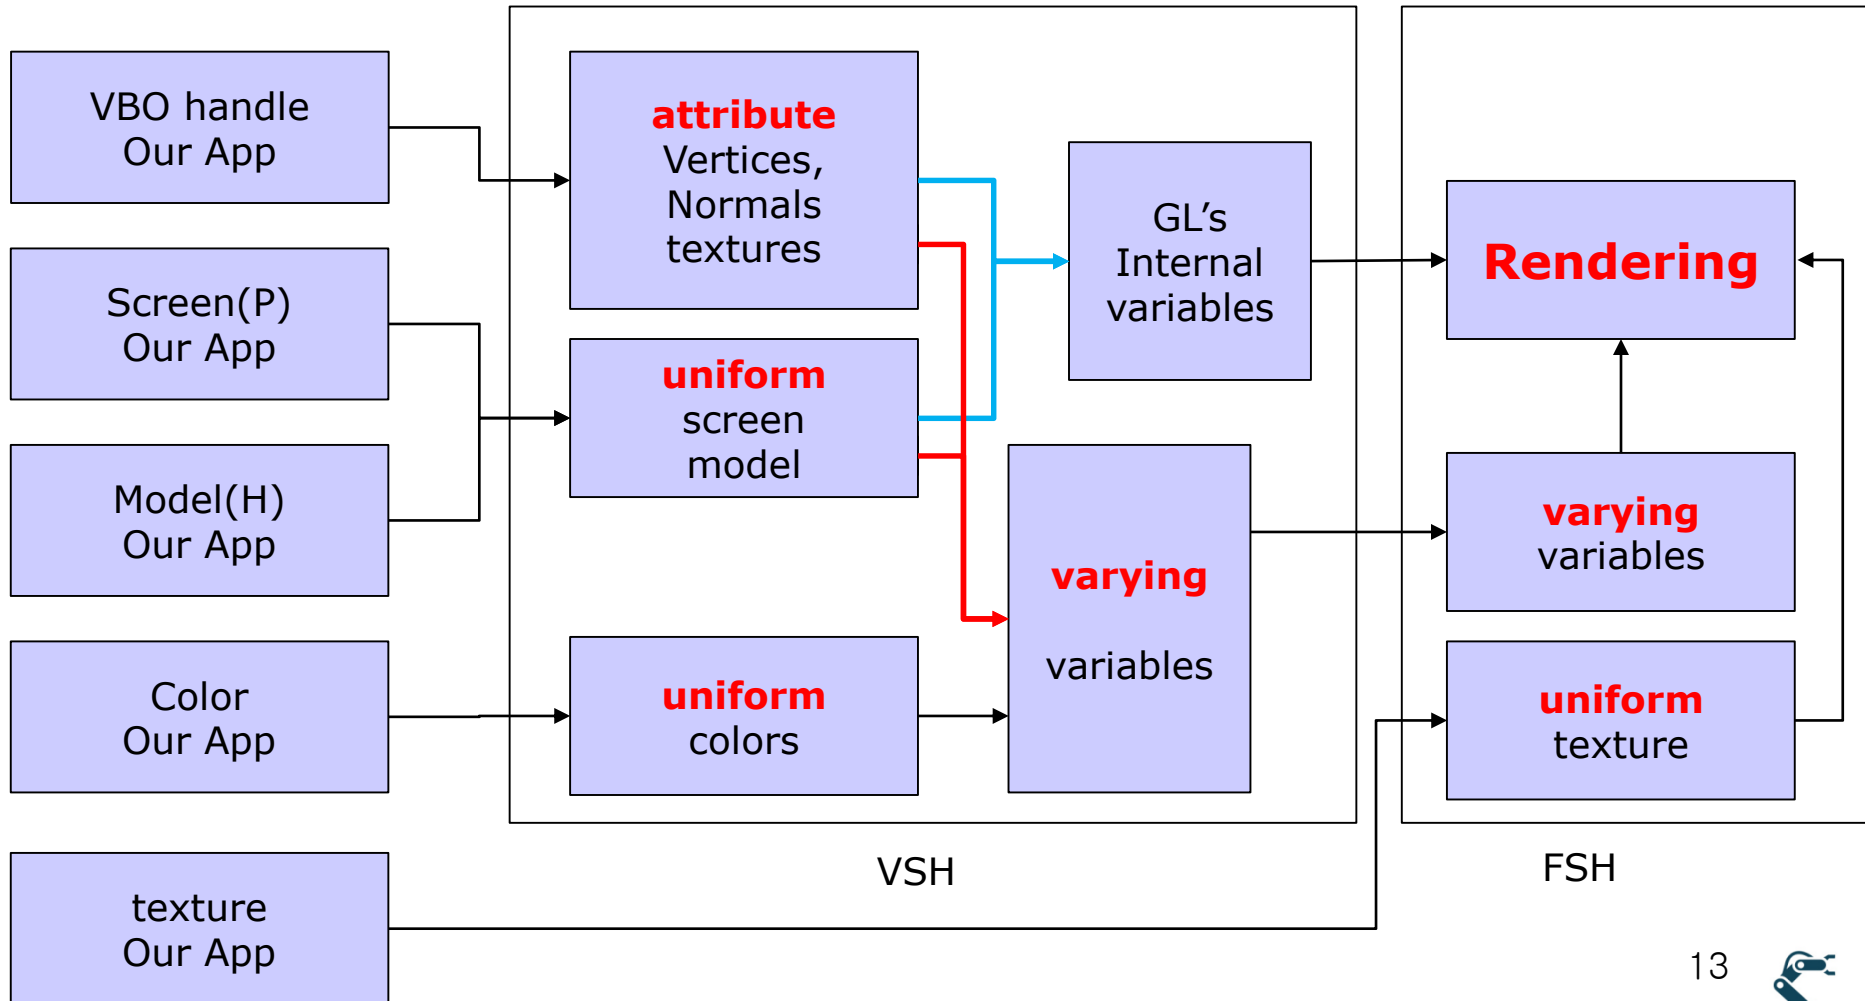 VBO handle
Our App
Screen(P)
Our App
Model(H)
Our App
Color
Our App
texture
Our App
attribute
Vertices,
Normals
textures
uniform
screen
model
uniform
colors
GL’s
Internal
variables
varying
variables
VSH
Rendering
varying
variables
uniform
texture
FSH
13